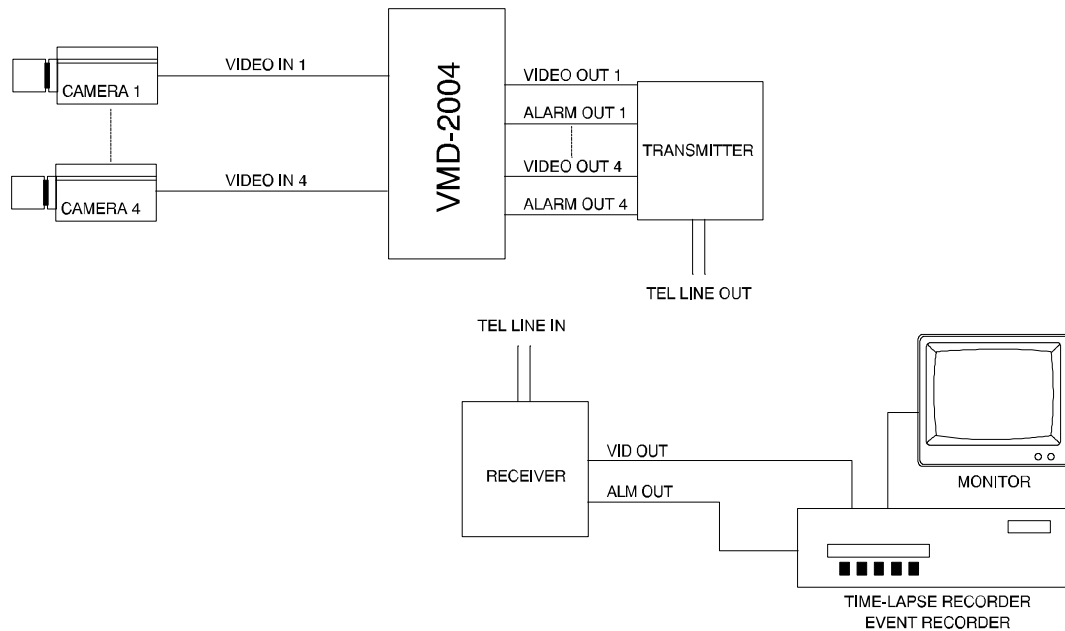 VIDEO IN 1
CAMERA 1
VIDEO IN 4
CAMERA 4
VMD-2004
VIDEO OUT 1
ALARM OUT 1
VIDEO OUT 4
ALARM OUT 4
TRANSMITTER
TEL LINE OUT
TEL LINE IN
RECEIVER
VID OUT
ALM OUT
MONITOR
TIME-LAPSE RECORDER
EVENT RECORDER